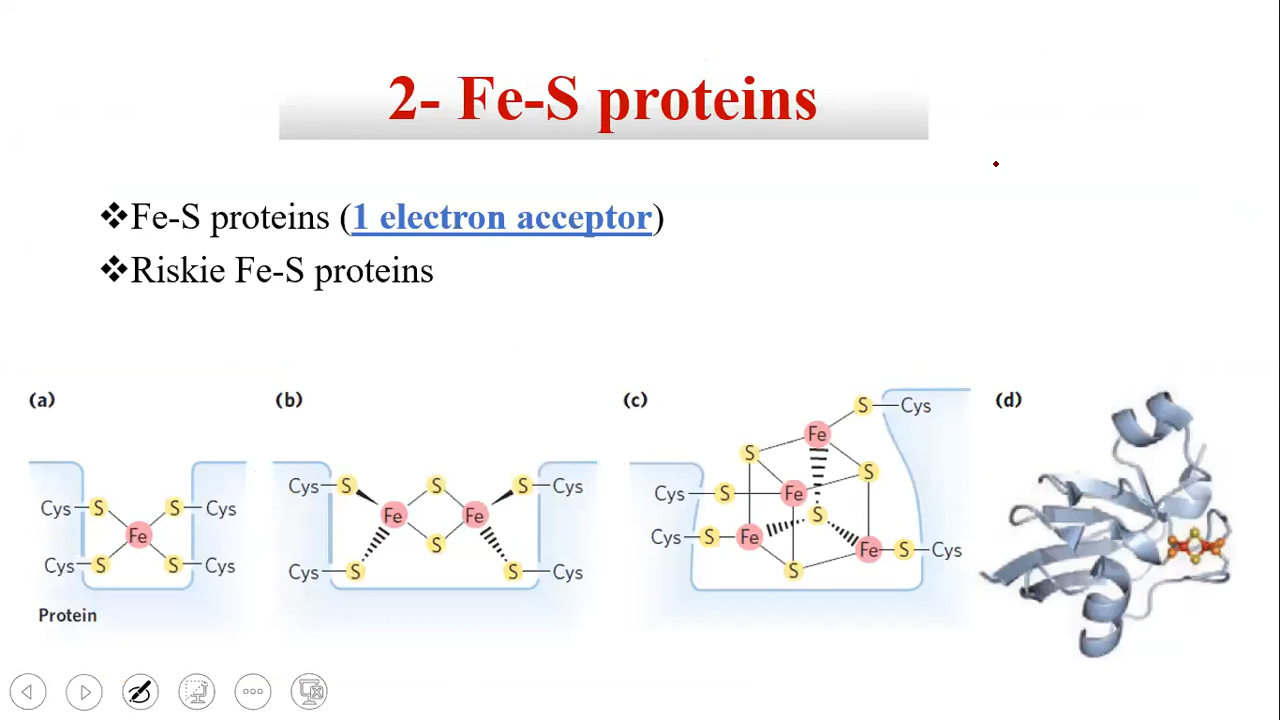 2- Fe-S proteins
❖Fe-S proteins (1 electron acceptor)
❖Riskie Fe-S proteins
(a)
Cys S S Cys
Fe
Cys S S Cys
Protein
(b)
Cys S S S Cys
Fe Fe
S
Cys S S Cys
(c)
S Cys
Fe
S S
Cys S Fe
S
Cys S Fe Fe S Cys
S
(d)